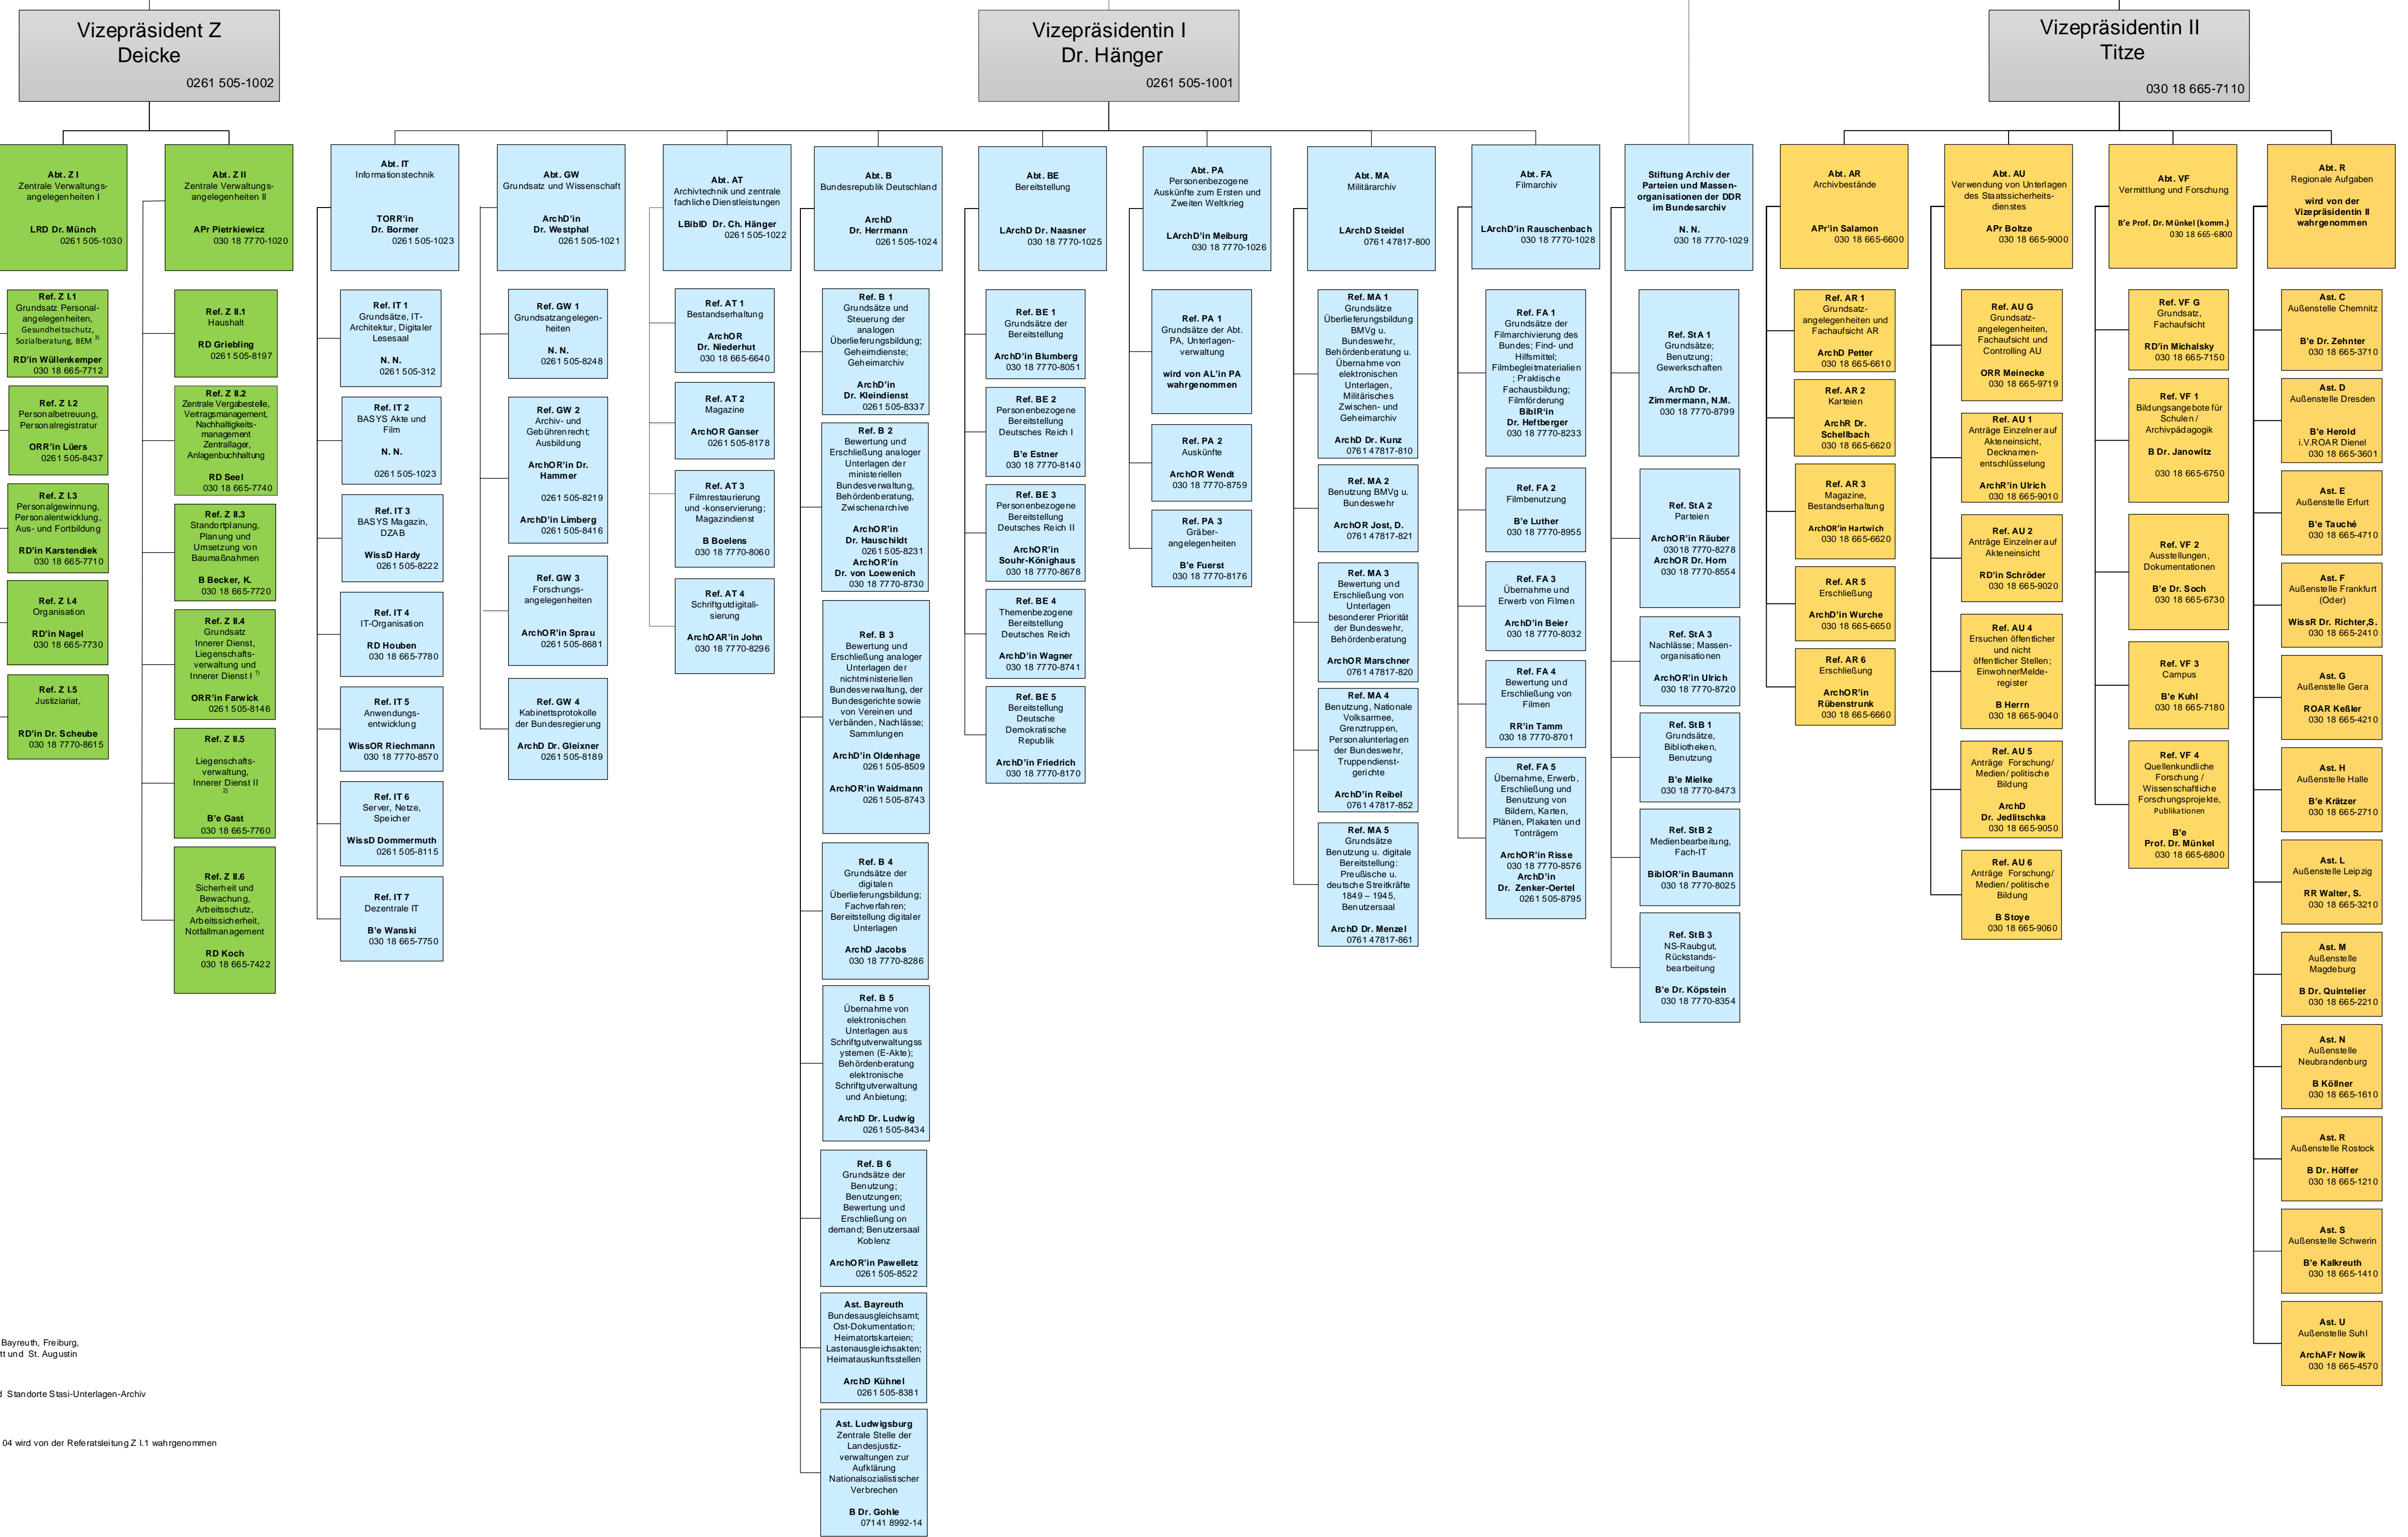 Vizepräsident Z
Deicke
0261 505-1002
Vizepräsidentin I
Dr. Hänger
0261 505-1001
Vizepräsidentin II
Titze
030 18 665-7110
Abt. Z I
Zentrale Verwaltungs-
angelegenheiten I
LRD Dr. Münch
0261 505-1030
Ref. Z I.1
Grundsatz Personal-
angelegenheiten,
Gesundheitsschutz,
Sozialberatung, BEM 3)
RD'in Wüllenkemper
030 18 665-7712
Ref. Z I.2
Personalbetreuung,
Personalregistratur
ORR'in Lüers
0261 505-8437
Ref. Z I.3
Personalgewinnung,
Personalentwicklung,
Aus- und Fortbildung
RD'in Karstendiek
030 18 665-7710
Ref. Z I.4
Organisation
RD'in Nagel
030 18 665-7730
Ref. Z I.5
Justiziariat,
RD'in Dr. Scheube
030 18 7770-8615
Abt. Z II
Zentrale Verwaltungs-
angelegenheiten II
APr Pietrkiewicz
030 18 7770-1020
Ref. Z II.1
Haushalt
RD Griebling
0261 505-8197
Ref. Z II.2
Zentrale Vergabestelle,
Vertragsmanagement,
Nachhaltigkeits-
management
Zentrallager,
Anlagenbuchhaltung
RD Seel
030 18 665-7740
Ref. Z II.3
Standortplanung,
Planung und
Umsetzung von
Baumaßnahmen
B Becker, K.
030 18 665-7720
Ref. Z II.4
Grundsatz
Innerer Dienst,
Liegenschafts-
verwaltung und
Innerer Dienst I 1)
ORR'in Farwick
0261 505-8146
Ref. Z II.5
Liegenschafts-
verwaltung,
Innerer Dienst II
2)
B'e Gast
030 18 665-7760
Ref. Z II.6
Sicherheit und
Bewachung,
Arbeitsschutz,
Arbeitssicherheit,
Notfallmanagement
RD Koch
030 18 665-7422
Abt. IT
Informationstechnik
TORR'in
Dr. Bormer
0261 505-1023
Ref. IT 1
Grundsätze, IT-
Architektur, Digitaler
Lesesaal
N. N.
0261 505-312
Ref. IT 2
BASYS Akte und
Film
N. N.
0261 505-1023
Ref. IT 3
BASYS Magazin,
DZAB
WissD Hardy
0261 505-8222
Ref. IT 4
IT-Organisation
RD Houben
030 18 665-7780
Ref. IT 5
Anwendungs-
entwicklung
WissOR Riechmann
030 18 7770-8570
Ref. IT 6
Server, Netze,
Speicher
WissD Dommermuth
0261 505-8115
Ref. IT 7
Dezentrale IT
B'e Wanski
030 18 665-7750
Abt. GW
Grundsatz und Wissenschaft
ArchD'in
Dr. Westphal
0261 505-1021
Ref. GW 1
Grundsatzangelegen-
heiten
N. N.
0261 505-8248
Ref. GW 2
Archiv- und
Gebührenrecht;
Ausbildung
ArchOR'in Dr.
Hammer
0261 505-8219
ArchD'in Limberg
0261 505-8416
Ref. GW 3
Forschungs-
angelegenheiten
ArchOR'in Sprau
0261 505-8681
Ref. GW 4
Kabinettsprotokolle
der Bundesregierung
ArchD Dr. Gleixner
0261 505-8189
Abt. AT
Archivtechnik und zentrale
fachliche Dienstleistungen
LBiblD Dr. Ch. Hänger
0261 505-1022
Ref. AT 1
Bestandserhaltung
ArchOR
Dr. Niederhut
030 18 665-6640
Ref. AT 2
Magazine
ArchOR Ganser
0261 505-8178
Ref. AT 3
Filmrestaurierung
und -konservierung;
Magazindienst
B Boelens
030 18 7770-8060
Ref. AT 4
Schriftgutdigitali-
sierung
ArchOAR'in John
030 18 7770-8296
Abt. B
Bundesrepublik Deutschland
ArchD
Dr. Herrmann
0261 505-1024
Ref. B 1
Grundsätze und
Steuerung der
analogen
Überlieferungsbildung;
Geheimdienste;
Geheimarchiv
ArchD'in
Dr. Kleindienst
0261 505-8337
Ref. B 2
Bewertung und
Erschließung analoger
Unterlagen der
ministeriellen
Bundesverwaltung,
Behördenberatung,
Zwischenarchive
ArchOR'in
Dr. Hauschildt
0261 505-8231
ArchOR'in
Dr. von Loewenich
030 18 7770-8730
Ref. B 3
Bewertung und
Erschließung analoger
Unterlagen der
nichtministeriellen
Bundesverwaltung, der
Bundesgerichte sowie
von Vereinen und
Verbänden, Nachlässe;
Sammlungen
ArchD'in Oldenhage
0261 505-8509
ArchOR'in Waidmann
0261 505-8743
Ref. B 4
Grundsätze der
digitalen
Überlieferungsbildung;
Fachverfahren;
Bereitstellung digitaler
Unterlagen
ArchD Jacobs
030 18 7770-8286
Ref. B 5
Übernahme von
elektronischen
Unterlagen aus
Schriftgutverwaltungss
ystemen (E-Akte);
Behördenberatung
elektronische
Schriftgutverwaltung
und Anbietung;
ArchD Dr. Ludwig
0261 505-8434
Ref. B 6
Grundsätze der
Benutzung;
Benutzungen;
Bewertung und
Erschließung on
demand; Benutzersaal
Koblenz
ArchOR'in Pawelletz
0261 505-8522
Ast. Bayreuth
Bundesausgleichsamt;
Ost-Dokumentation;
Heimatortskarteien;
Lastenausgleichsakten;
Heimatauskunftsstellen
ArchD Kühnel
0261 505-8381
Ast. Ludwigsburg
Zentrale Stelle der
Landesjustiz-
verwaltungen zur
Aufklärung
Nationalsozialistischer
Verbrechen
B Dr. Gohle
07141 8992-14
Abt. BE
Bereitstellung
LArchD Dr. Naasner
030 18 7770-1025
Ref. BE 1
Grundsätze der
Bereitstellung
ArchD'in Blumberg
030 18 7770-8051
Ref. BE 2
Personenbezogene
Bereitstellung
Deutsches Reich I
B'e Estner
030 18 7770-8140
Ref. BE 3
Personenbezogene
Bereitstellung
Deutsches Reich II
ArchOR'in
Souhr-Könighaus
030 18 7770-8678
Ref. BE 4
Themenbezogene
Bereitstellung
Deutsches Reich
ArchD'in Wagner
030 18 7770-8741
Ref. BE 5
Bereitstellung
Deutsche
Demokratische
Republik
ArchD'in Friedrich
030 18 7770-8170
Abt. PA
Personenbezogene
Auskünfte zum Ersten und
Zweiten Weltkrieg
LArchD'in Meiburg
030 18 7770-1026
Ref. PA 1
Grundsätze der Abt.
PA, Unterlagen-
verwaltung
wird von AL'in PA
wahrgenommen
Ref. PA 2
Auskünfte
ArchOR Wendt
030 18 7770-8759
Ref. PA 3
Gräber-
angelegenheiten
B'e Fuerst
030 18 7770-8176
Abt. MA
Militärarchiv
LArchD Steidel
0761 47817-800
Ref. MA 1
Grundsätze
Überlieferungsbildung
BMVg u.
Bundeswehr,
Behördenberatung u.
Übernahme von
elektronischen
Unterlagen,
Militärisches
Zwischen- und
Geheimarchiv
ArchD Dr. Kunz
0761 47817-810
Ref. MA 2
Benutzung BMVg u.
Bundeswehr
ArchOR Jost, D.
0761 47817-821
Ref. MA 3
Bewertung und
Erschließung von
Unterlagen
besonderer Priorität
der Bundeswehr,
Behördenberatung
ArchOR Marschner
0761 47817-820
Ref. MA 4
Benutzung, Nationale
Volksarmee,
Grenztruppen,
Personalunterlagen
der Bundeswehr,
Truppendienst-
gerichte
ArchD'in Reibel
0761 47817-852
Ref. MA 5
Grundsätze
Benutzung u. digitale
Bereitstellung:
Preußische u.
deutsche Streitkräfte
1849 – 1945,
Benutzersaal
ArchD Dr. Menzel
0761 47817-861
Abt. FA
Filmarchiv
LArchD'in Rauschenbach
030 18 7770-1028
Ref. FA 1
Grundsätze der
Filmarchivierung des
Bundes; Find- und
Hilfsmittel;
Filmbegleitmaterialien
; Praktische
Fachausbildung;
Filmförderung
BiblR'in
Dr. Heftberger
030 18 7770-8233
Ref. FA 2
Filmbenutzung
B'e Luther
030 18 7770-8955
Ref. FA 3
Übernahme und
Erwerb von Filmen
ArchD'in Beier
030 18 7770-8032
Ref. FA 4
Bewertung und
Erschließung von
Filmen
RR'in Tamm
030 18 7770-8701
Ref. FA 5
Übernahme, Erwerb,
Erschließung und
Benutzung von
Bildern, Karten,
Plänen, Plakaten und
Tonträgern
ArchOR'in Risse
030 18 7770-8576
ArchD'in
Dr. Zenker-Oertel
0261 505-8795
Stiftung Archiv der
Parteien und Massen-
organisationen der DDR
im Bundesarchiv
N. N.
030 18 7770-1029
Ref. StA 1
Grundsätze;
Benutzung;
Gewerkschaften
ArchD Dr.
Zimmermann, N.M.
030 18 7770-8799
Ref. StA 2
Parteien
ArchOR'in Räuber
03018 7770-8278
ArchOR Dr. Horn
030 18 7770-8554
Ref. StA 3
Nachlässe; Massen-
organisationen
ArchOR'in Ulrich
030 18 7770-8720
Ref. StB 1
Grundsätze,
Bibliotheken,
Benutzung
B'e Mielke
030 18 7770-8473
Ref. StB 2
Medienbearbeitung,
Fach-IT
BiblOR'in Baumann
030 18 7770-8025
Ref. StB 3
NS-Raubgut,
Rückstands-
bearbeitung
B'e Dr. Köpstein
030 18 7770-8354
Abt. AR
Archivbestände
APr'in Salamon
030 18 665-6600
Ref. AR 1
Grundsatz-
angelegenheiten und
Fachaufsicht AR
ArchD Petter
030 18 665-6610
Ref. AR 2
Karteien
ArchR Dr.
Schellbach
030 18 665-6620
Ref. AR 3
Magazine,
Bestandserhaltung
ArchOR'in Hartwich
030 18 665-6620
Ref. AR 5
Erschließung
ArchD'in Wurche
030 18 665-6650
Ref. AR 6
Erschließung
ArchOR'in
Rübenstrunk
030 18 665-6660
Abt. AU
Verwendung von Unterlagen
des Staatssicherheits-
dienstes
APr Boltze
030 18 665-9000
Ref. AU G
Grundsatz-
angelegenheiten,
Fachaufsicht und
Controlling AU
ORR Meinecke
030 18 665-9719
Ref. AU 1
Anträge Einzelner auf
Akteneinsicht,
Decknamen-
entschlüsselung
ArchR'in Ulrich
030 18 665-9010
Ref. AU 2
Anträge Einzelner auf
Akteneinsicht
RD'in Schröder
030 18 665-9020
Ref. AU 4
Ersuchen öffentlicher
und nicht
öffentlicher Stellen;
EinwohnerMelde-
register
B Herrn
030 18 665-9040
Ref. AU 5
Anträge Forschung/
Medien/ politische
Bildung
ArchD
Dr. Jedlitschka
030 18 665-9050
Ref. AU 6
Anträge Forschung/
Medien/ politische
Bildung
B Stoye
030 18 665-9060
Abt. VF
Vermittlung und Forschung
B'e Prof. Dr. Münkel (komm.)
030 18 665-6800
Ref. VF G
Grundsatz,
Fachaufsicht
RD'in Michalsky
030 18 665-7150
Ref. VF 1
Bildungsangebote für
Schulen /
Archivpädagogik
B Dr. Janowitz
030 18 665-6750
Ref. VF 2
Ausstellungen,
Dokumentationen
B'e Dr. Soch
030 18 665-6730
Ref. VF 3
Campus
B'e Kuhl
030 18 665-7180
Ref. VF 4
Quellenkundliche
Forschung /
Wissenschaftliche
Forschungsprojekte,
Publikationen
B'e
Prof. Dr. Münkel
030 18 665-6800
Abt. R
Regionale Aufgaben
wird von der
Vizepräsidentin II
wahrgenommen
Ast. C
Außenstelle Chemnitz
B'e Dr. Zehnter
030 18 665-3710
Ast. D
Außenstelle Dresden
B'e Herold
i.V.ROAR Dienel
030 18 665-3601
Ast. E
Außenstelle Erfurt
B'e Tauché
030 18 665-4710
Ast. F
Außenstelle Frankfurt
(Oder)
WissR Dr. Richter,S.
030 18 665-2410
Ast. G
Außenstelle Gera
ROAR Keßler
030 18 665-4210
Ast. H
Außenstelle Halle
B'e Krätzer
030 18 665-2710
Ast. L
Außenstelle Leipzig
RR Walter, S.
030 18 665-3210
Ast. M
Außenstelle
Magdeburg
B Dr. Quintelier
030 18 665-2210
Ast. N
Außenstelle
Neubrandenburg
B Köllner
030 18 665-1610
Ast. R
Außenstelle Rostock
B Dr. Höffer
030 18 665-1210
Ast. S
Außenstelle Schwerin
B'e Kalkreuth
030 18 665-1410
Ast. U
Außenstelle Suhl
ArchAFr Nowik
030 18 665-4570
Bayreuth, Freiburg,
tt und St. Augustin
d Standorte Stasi-Unterlagen-Archiv
04 wird von der Referatsleitung Z I.1 wahrgenommen